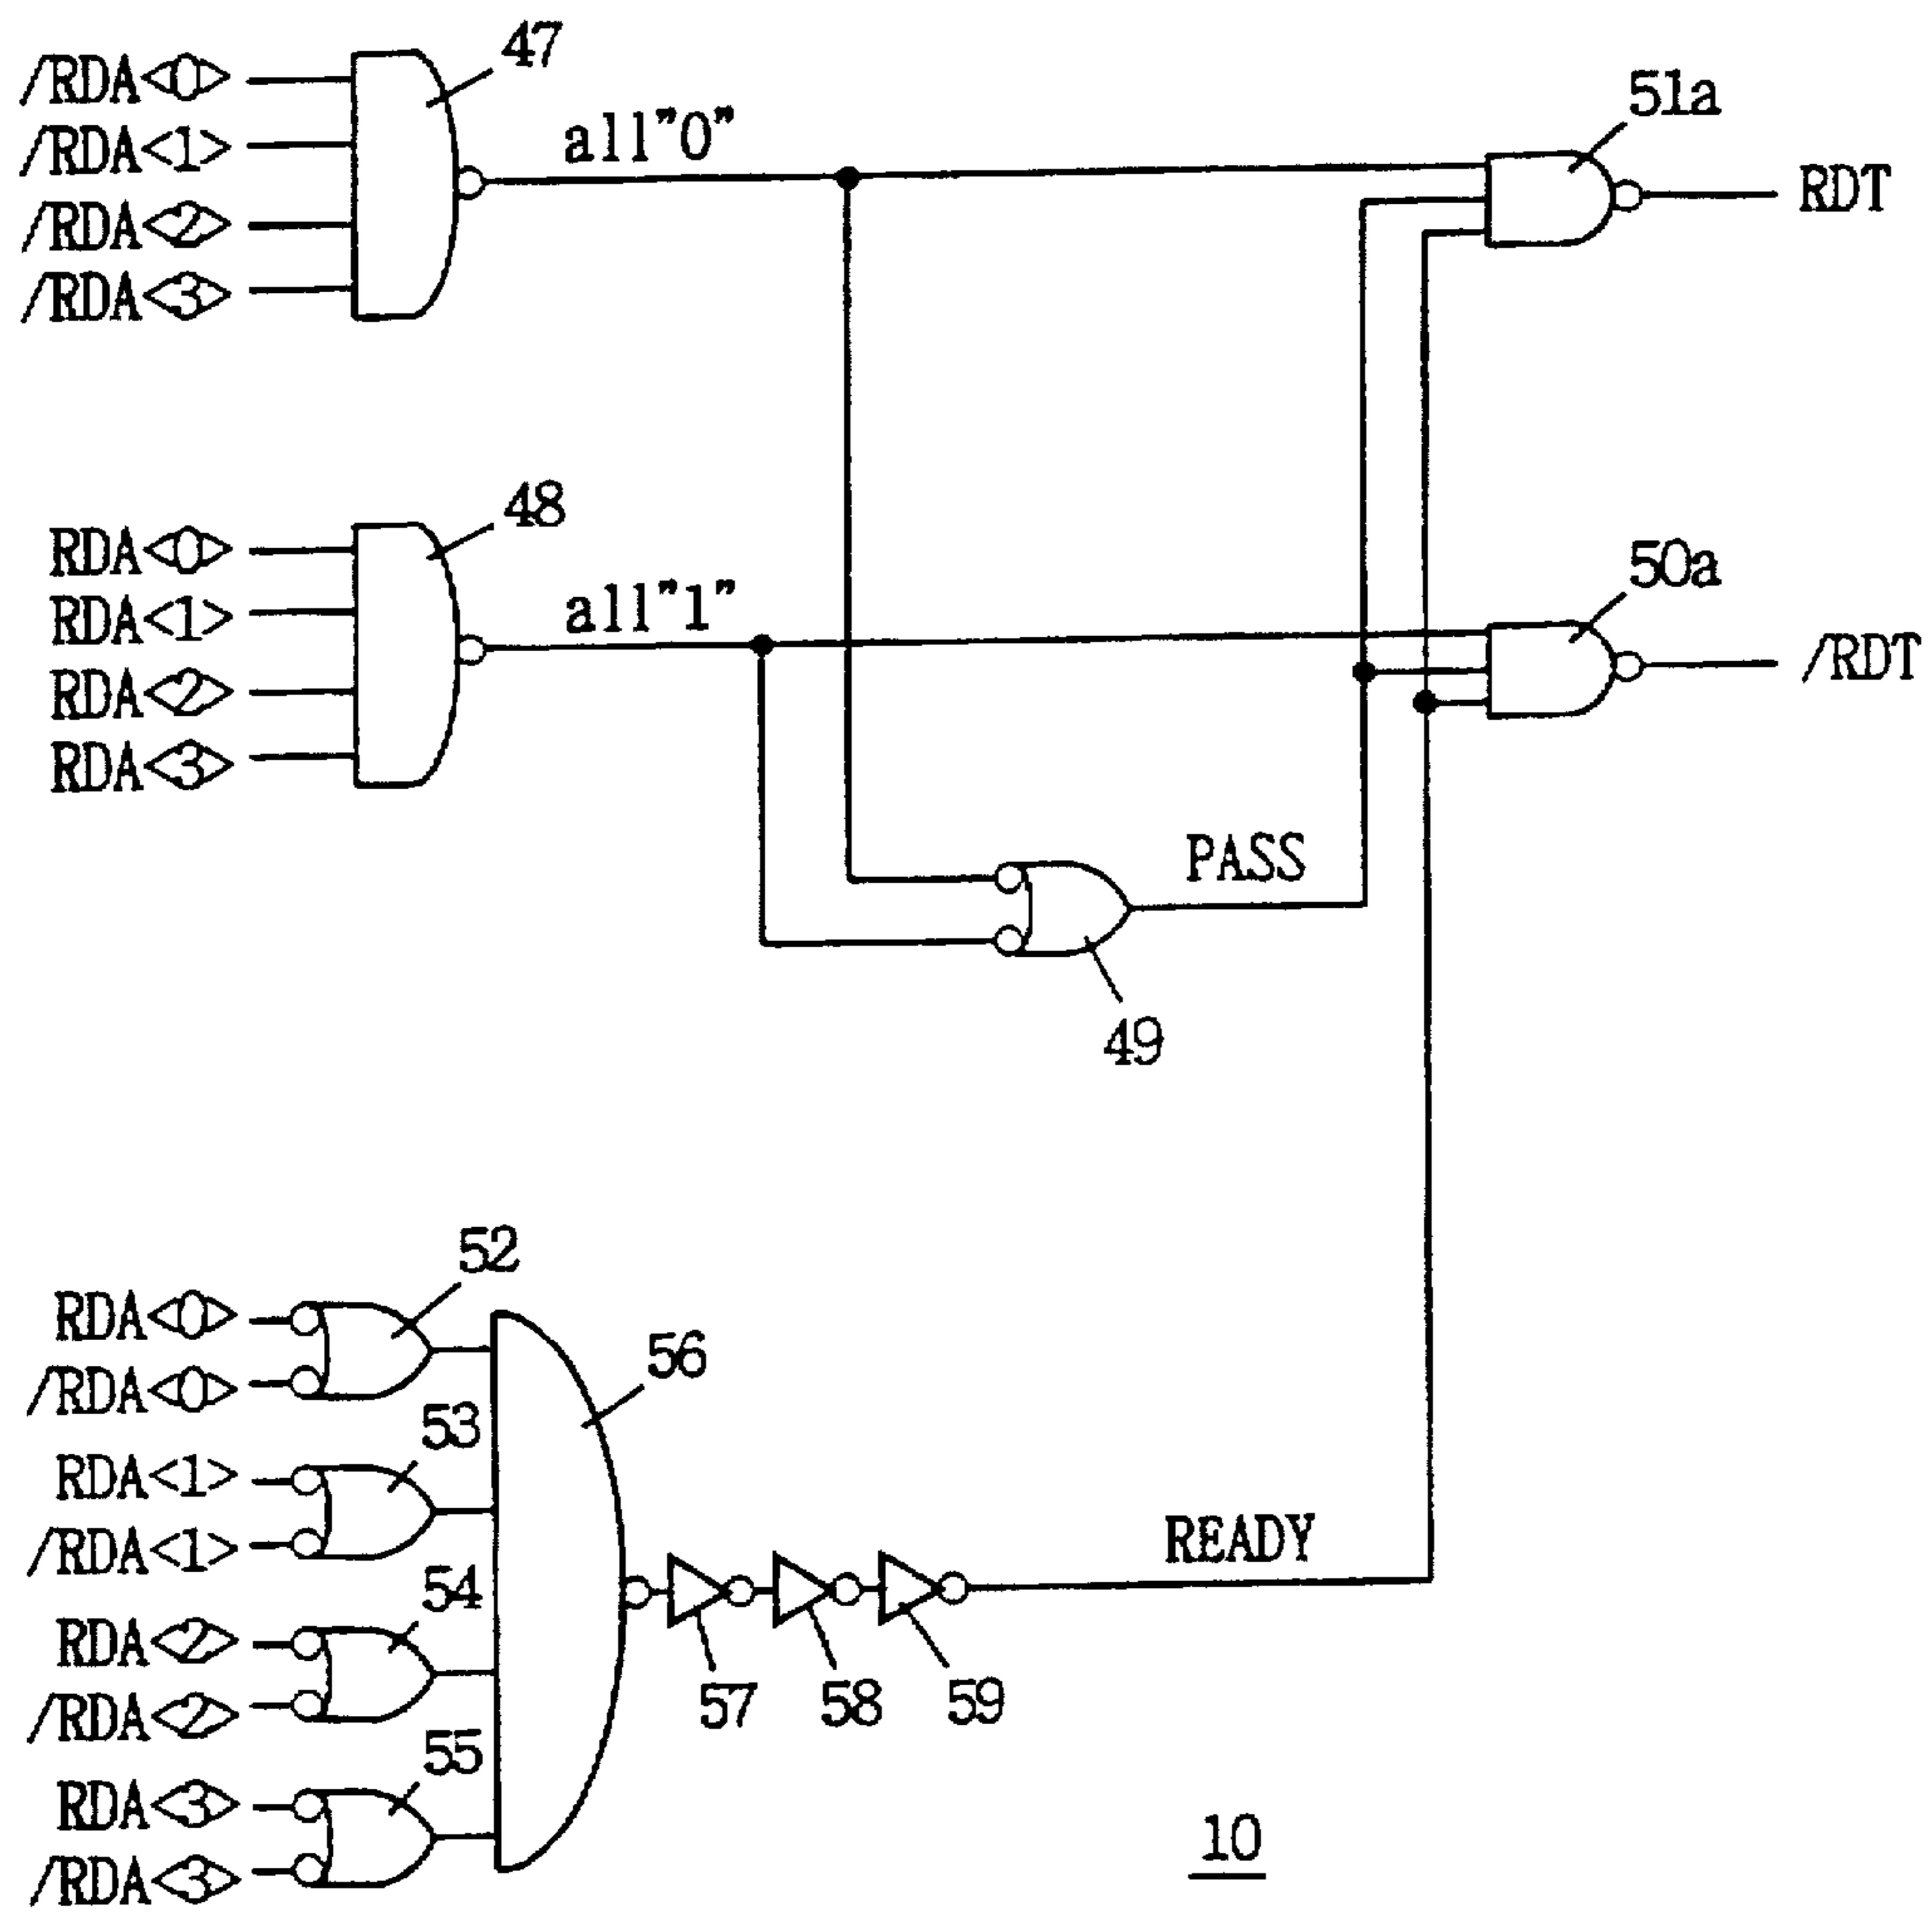 /RDA<0>
/RDA<1>
/RDA<2>
/RDA<3>
47
all"0"
51a
RDT
RDA<0>
RDA<1>
RDA<2>
RDA<3>
48
all"1"
50a
/RDT
PASS
49
RDA<0>
/RDA<0>
RDA<1>
/RDA<1>
RDA<2>
/RDA<2>
RDA<3>
/RDA<3>
52
53
54
55
56
57
58
59
READY
10